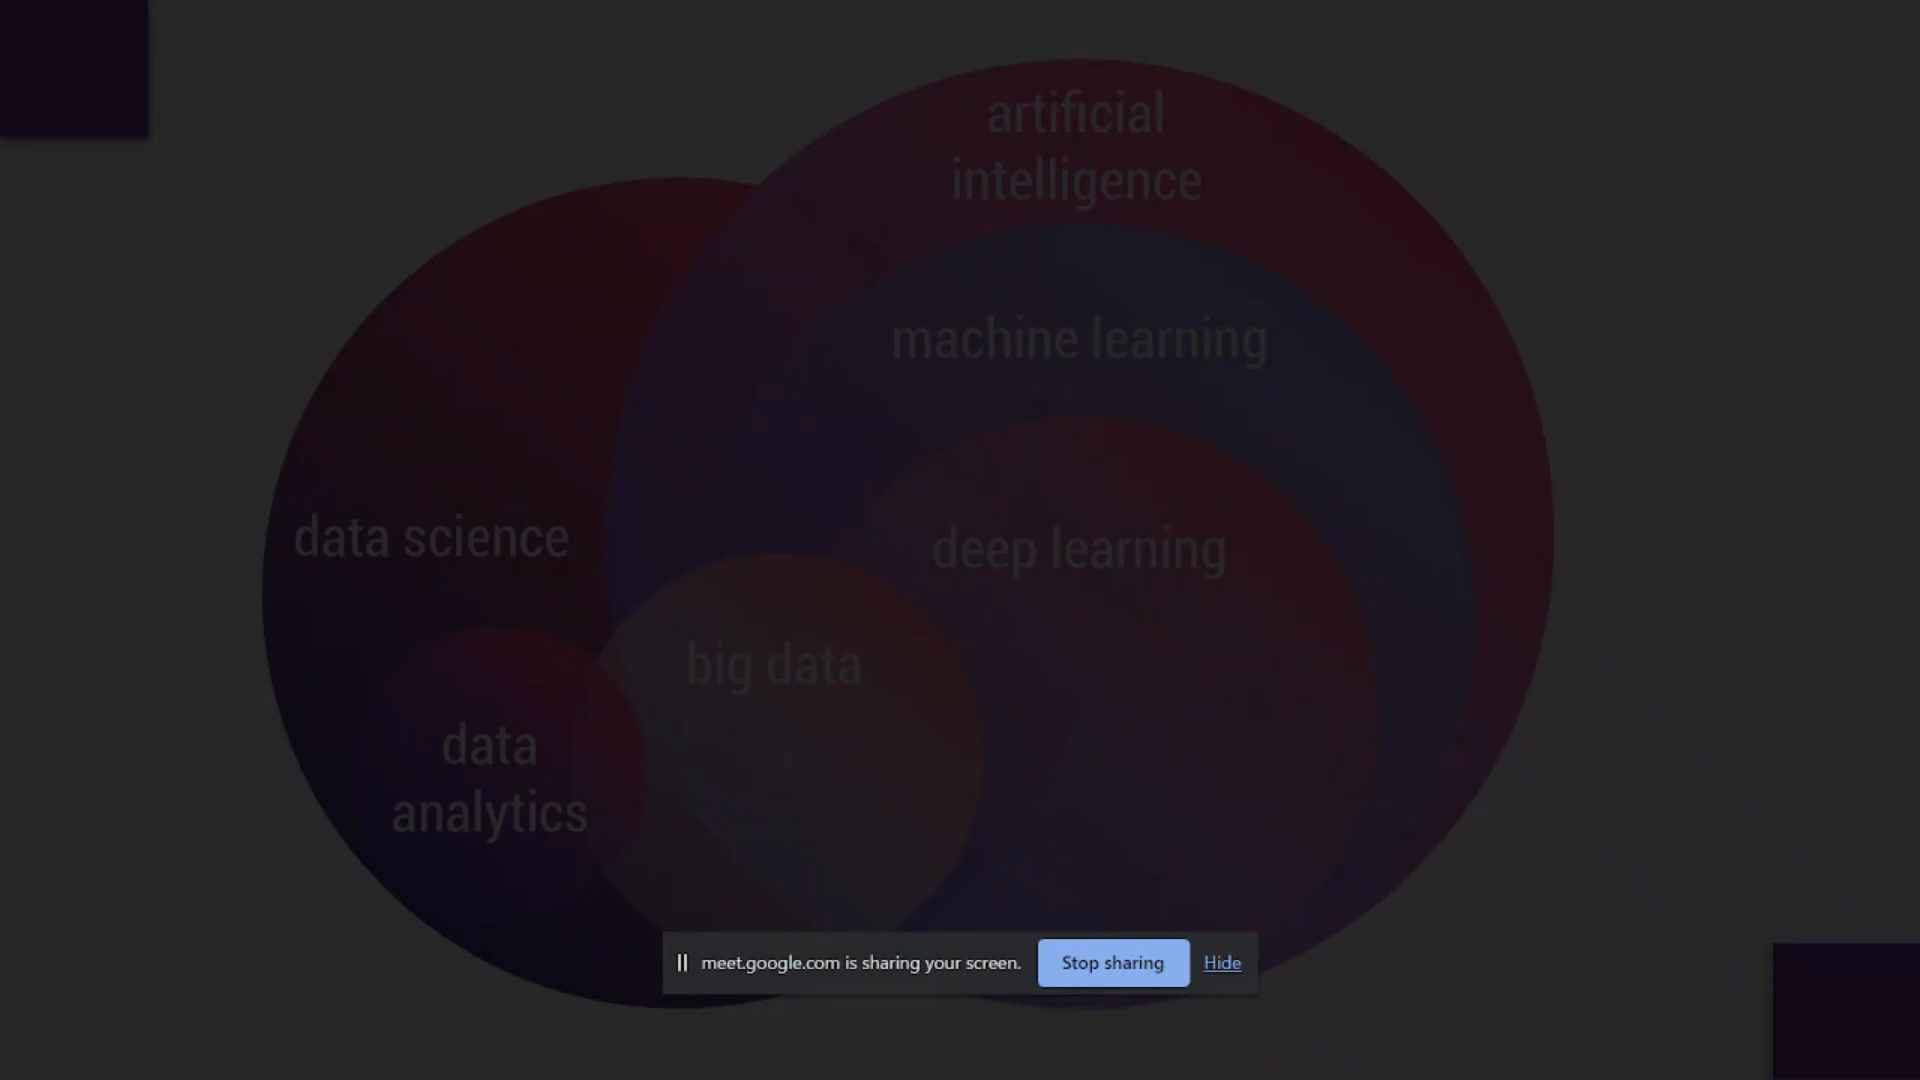 artificial
intelligence
machine learning
data science
deep learning
big data
data
analytics
meet.google.com is sharing your screen.
Stop sharing
Hide